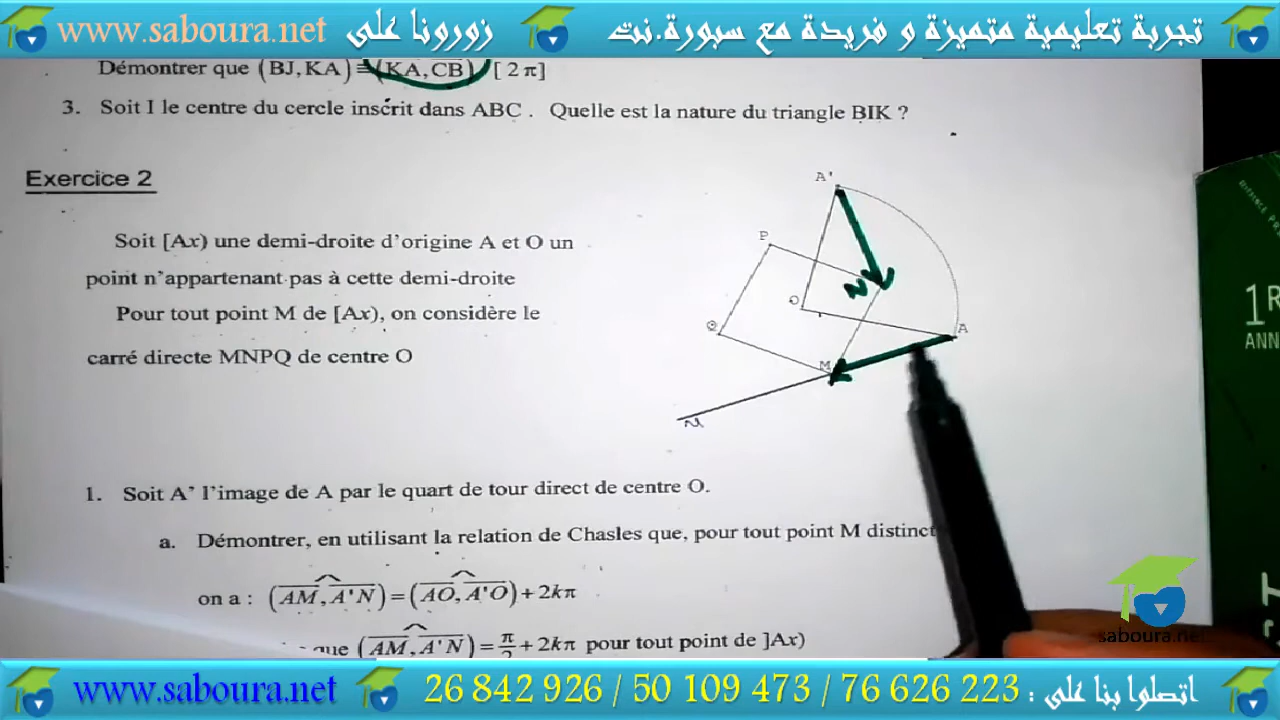 www.saboura.net زورونا على تجربة تعليمية متميزة و فريدة مع سبورة.نت
Démontrer que (BJ,KA)≡(KA,CB) [2π]
3. Soit I le centre du cercle inscrit dans ABC . Quelle est la nature du triangle BIK ?
Exercice 2
Soit [Ax) une demi-droite d'origine A et O un
point n'appartenant pas à cette demi-droite
Pour tout point M de [Ax), on considère le
carré directe MNPQ de centre O
A'
P
N
O
Q
A
M
1. Soit A' l'image de A par le quart de tour direct de centre O.
a. Démontrer, en utilisant la relation de Chasles que, pour tout point M distinct
on a : (AM,A'N)=(AO,A'O)+2kπ
que (AM,A'N)=π/2+2kπ pour tout point de ]Ax)
1R
ANN
saboura.net
www.saboura.net 26 842 926 / 50 109 473 / 76 626 223 : اتصلوا بنا على